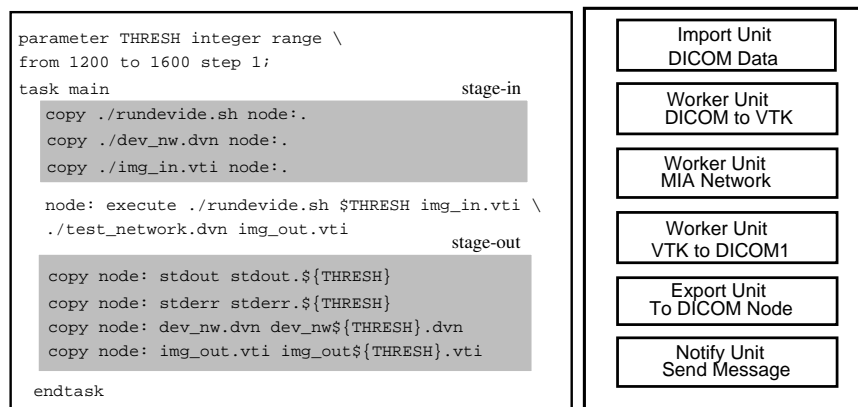 parameter THRESH integer range \
from 1200 to 1600 step 1;
task main
stage-in
copy ./rundevide.sh node:.
copy ./dev_nw.dvn node:.
copy ./img_in.vti node:.
node: execute ./rundevide.sh $THRESH img_in.vti \
./test_network.dvn img_out.vti
stage-out
copy node: stdout stdout.${THRESH}
copy node: stderr stderr.${THRESH}
copy node: dev_nw.dvn dev_nw${THRESH}.dvn
copy node: img_out.vti img_out${THRESH}.vti
endtask
Import Unit
DICOM Data
Worker Unit
DICOM to VTK
Worker Unit
MIA Network
Worker Unit
VTK to DICOM1
Export Unit
To DICOM Node
Notify Unit
Send Message